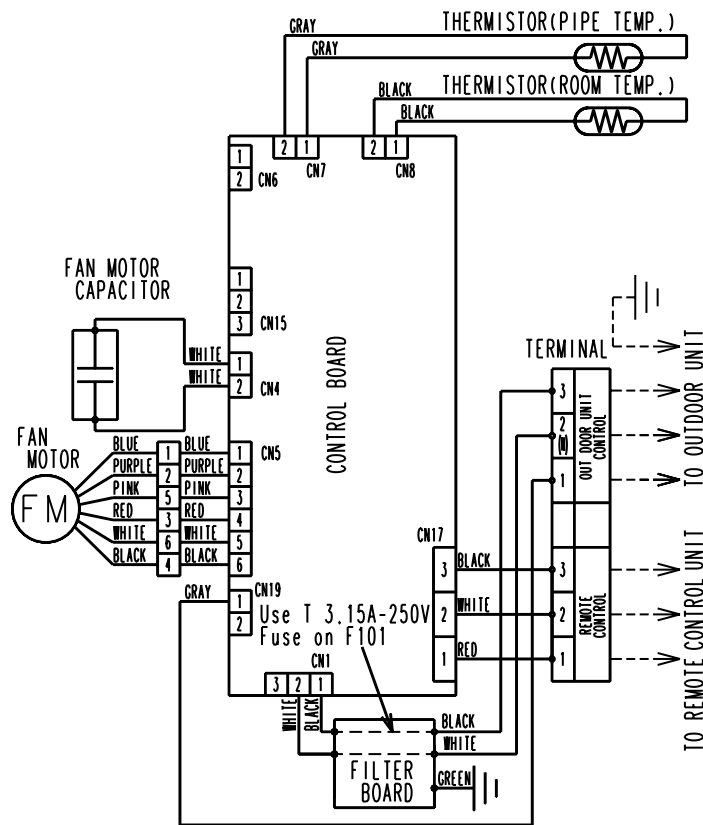 GRAY
THERMISTOR(PIPE TEMP.)
GRAY
THERMISTOR(ROOM TEMP.)
BLACK
BLACK
2 1
CN7
2 1
CN8
1
2
CN6
FAN MOTOR
CAPACITOR
1
2
3
CN15
WHITE
WHITE
1
2
CN4
CONTROL BOARD
TERMINAL
3
2
(N)
1
OUT DOOR UNIT
CONTROL
TO OUTDOOR UNIT
FAN
MOTOR
FM
BLUE 1 BLUE 1 CN5
PURPLE 2 PURPLE 2
PINK 5 PINK 3
RED 3 RED 4
WHITE 6 WHITE 5
BLACK 4 BLACK 6
CN17
3 BLACK 3
2 WHITE 2
1 RED 1
REMOTE
CONTROL
TO REMOTE CONTROL UNIT
GRAY
1
2
CN19
Use T 3.15A-250V
Fuse on F101
CN1
3 2 1
WHITE
BLACK
BLACK
WHITE
GREEN
FILTER
BOARD